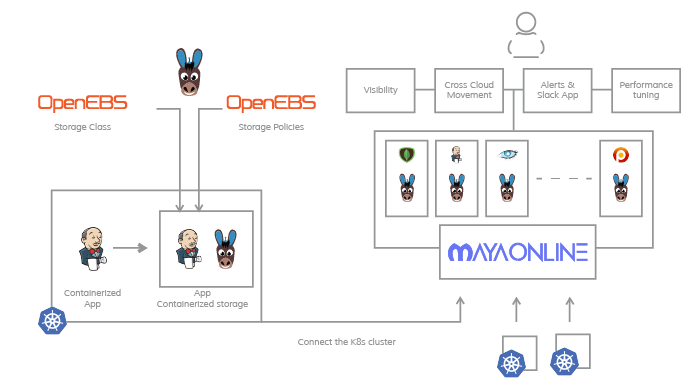 OpenEBS
Storage Class
OpenEBS
Storage Policies
Visibility
Cross Cloud
Movement
Alerts &
Slack App
Performance
tuning
MAYAONLINE
Containerized
App
App
Containerized storage
Connect the K8s cluster